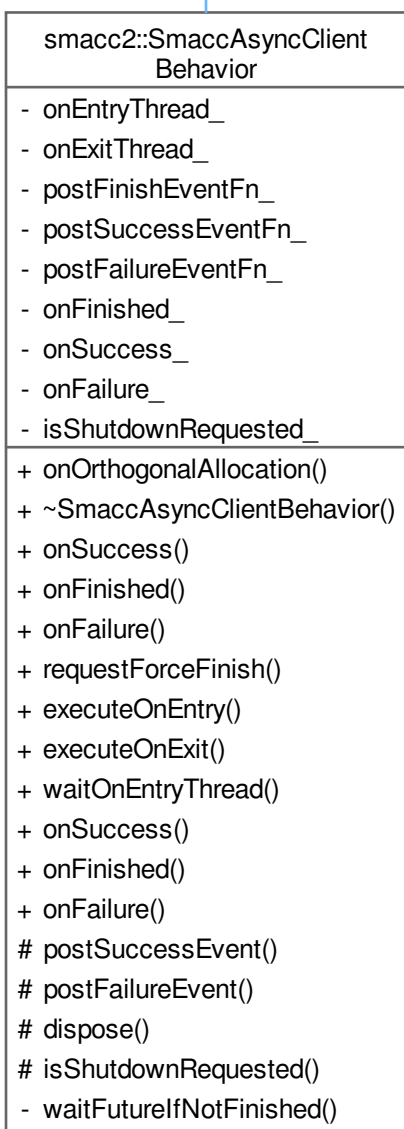 smacc2::SmaccAsyncClient
Behavior
- onEntryThread_
- onExitThread_
- postFinishEventFn_
- postSuccessEventFn_
- postFailureEventFn_
- onFinished_
- onSuccess_
- onFailure_
- isShutdownRequested_
+ onOrthogonalAllocation()
+ ~SmaccAsyncClientBehavior()
+ onSuccess()
+ onFinished()
+ onFailure()
+ requestForceFinish()
+ executeOnEntry()
+ executeOnExit()
+ waitOnEntryThread()
+ onSuccess()
+ onFinished()
+ onFailure()
# postSuccessEvent()
# postFailureEvent()
# dispose()
# isShutdownRequested()
- waitFutureIfNotFinished()